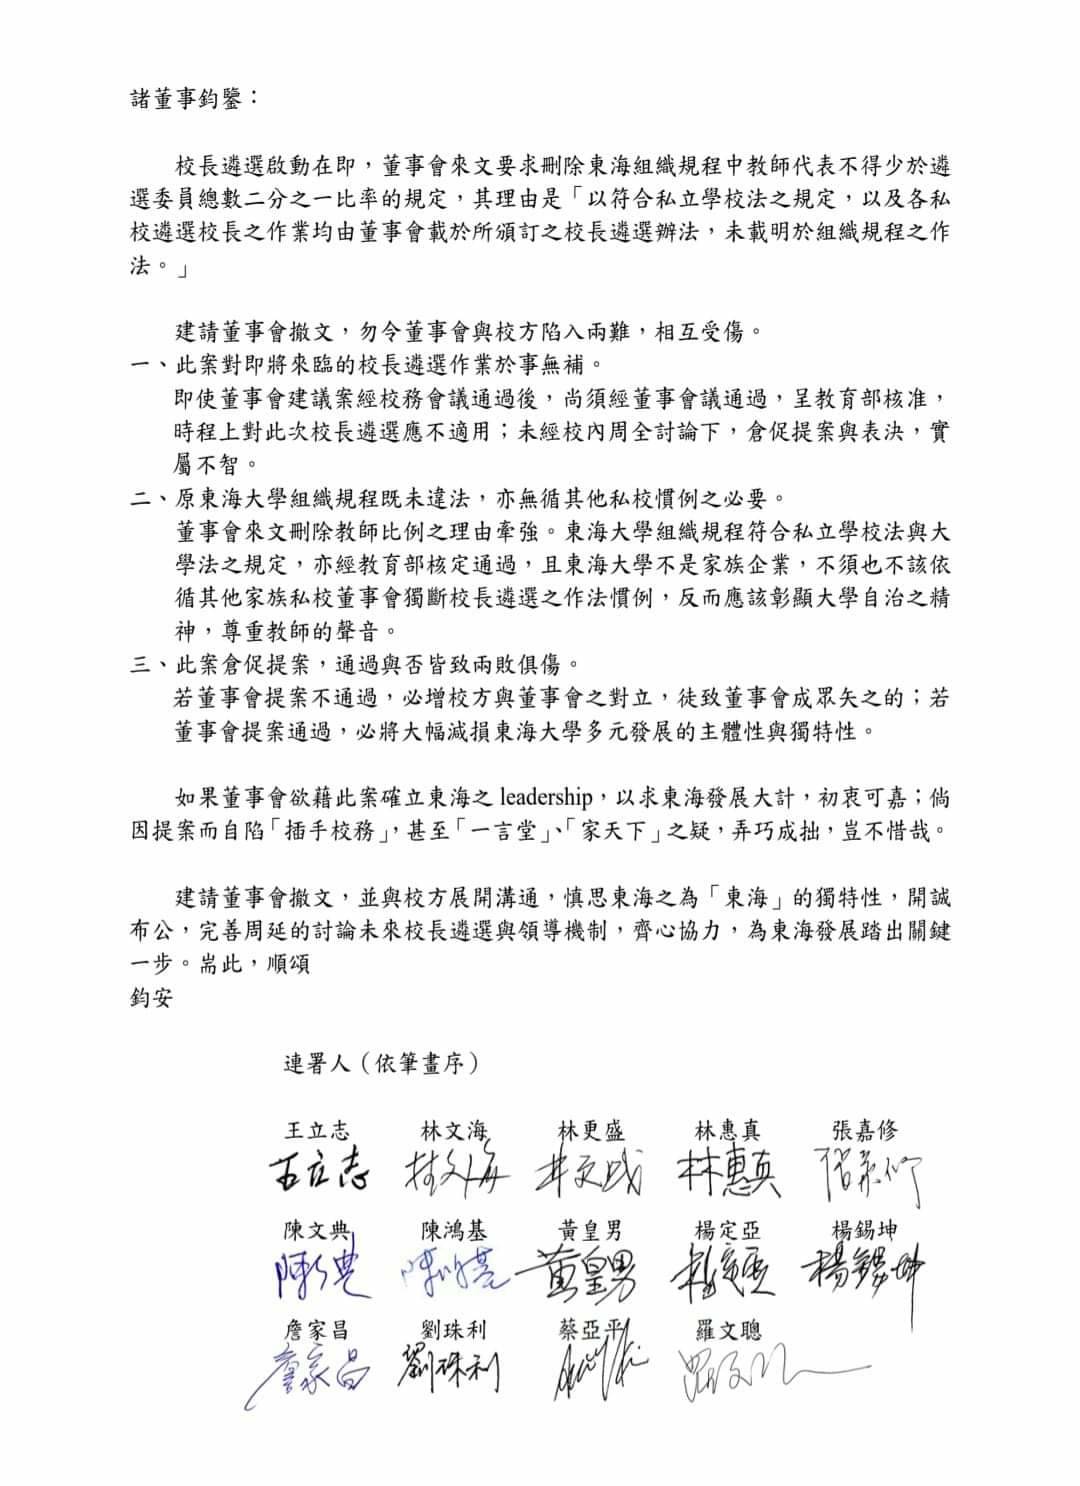 諸董事鈞鑒：
校長遴選啟動在即，董事會來文要求刪除東海組織規程中教師代表不得少於遴
選委員總數二分之一比率的規定，其理由是「以符合私立學校法之規定，以及各私
校遴選校長之作業均由董事會載於所頒訂之校長遴選辦法，未載明於組織規程之作
法。」
建請董事會撤文，勿令董事會與校方陷入兩難，相互受傷。
一、此案對即將來臨的校長遴選作業於事無補。
即使董事會建議案經校務會議通過後，尚須經董事會議通過，呈教育部核准，
時程上對此次校長遴選應不適用；未經校內周全討論下，倉促提案與表決，實
屬不智。
二、原東海大學組織規程既未違法，亦無循其他私校慣例之必要。
董事會來文刪除教師比例之理由牽強。東海大學組織規程符合私立學校法與大
學法之規定，亦經教育部核定通過，且東海大學不是家族企業，不須也不該依
循其他家族私校董事會獨斷校長遴選之作法慣例，反而應該彰顯大學自治之精
神，尊重教師的聲音。
三、此案倉促提案，通過與否皆致兩敗俱傷。
若董事會提案不通過，必增校方與董事會之對立，徒致董事會成眾矢之的；若
董事會提案通過，必將大幅減損東海大學多元發展的主體性與獨特性。
如果董事會欲藉此案確立東海之 leadership，以求東海發展大計，初衷可嘉；倘
因提案而自陷「插手校務」，甚至「一言堂」、「家天下」之疑，弄巧成拙，豈不惜哉。
建請董事會撤文，並與校方展開溝通，慎思東海之為「東海」的獨特性，開誠
布公，完善周延的討論未來校長遴選與領導機制，齊心協力，為東海發展踏出關鍵
一步。耑此，順頌
鈞安
連署人（依筆畫序）
王立志 林文海 林更盛 林惠真 張嘉修
王立志 林文海 林更盛 林惠真 張嘉修
陳文典 陳鴻基 黃皇男 楊定亞 楊錫坤
陳文典 陳鴻基 黃皇男 楊定亞 楊錫坤
詹家昌 劉珠利 蔡亞平 羅文聰
詹家昌 劉珠利